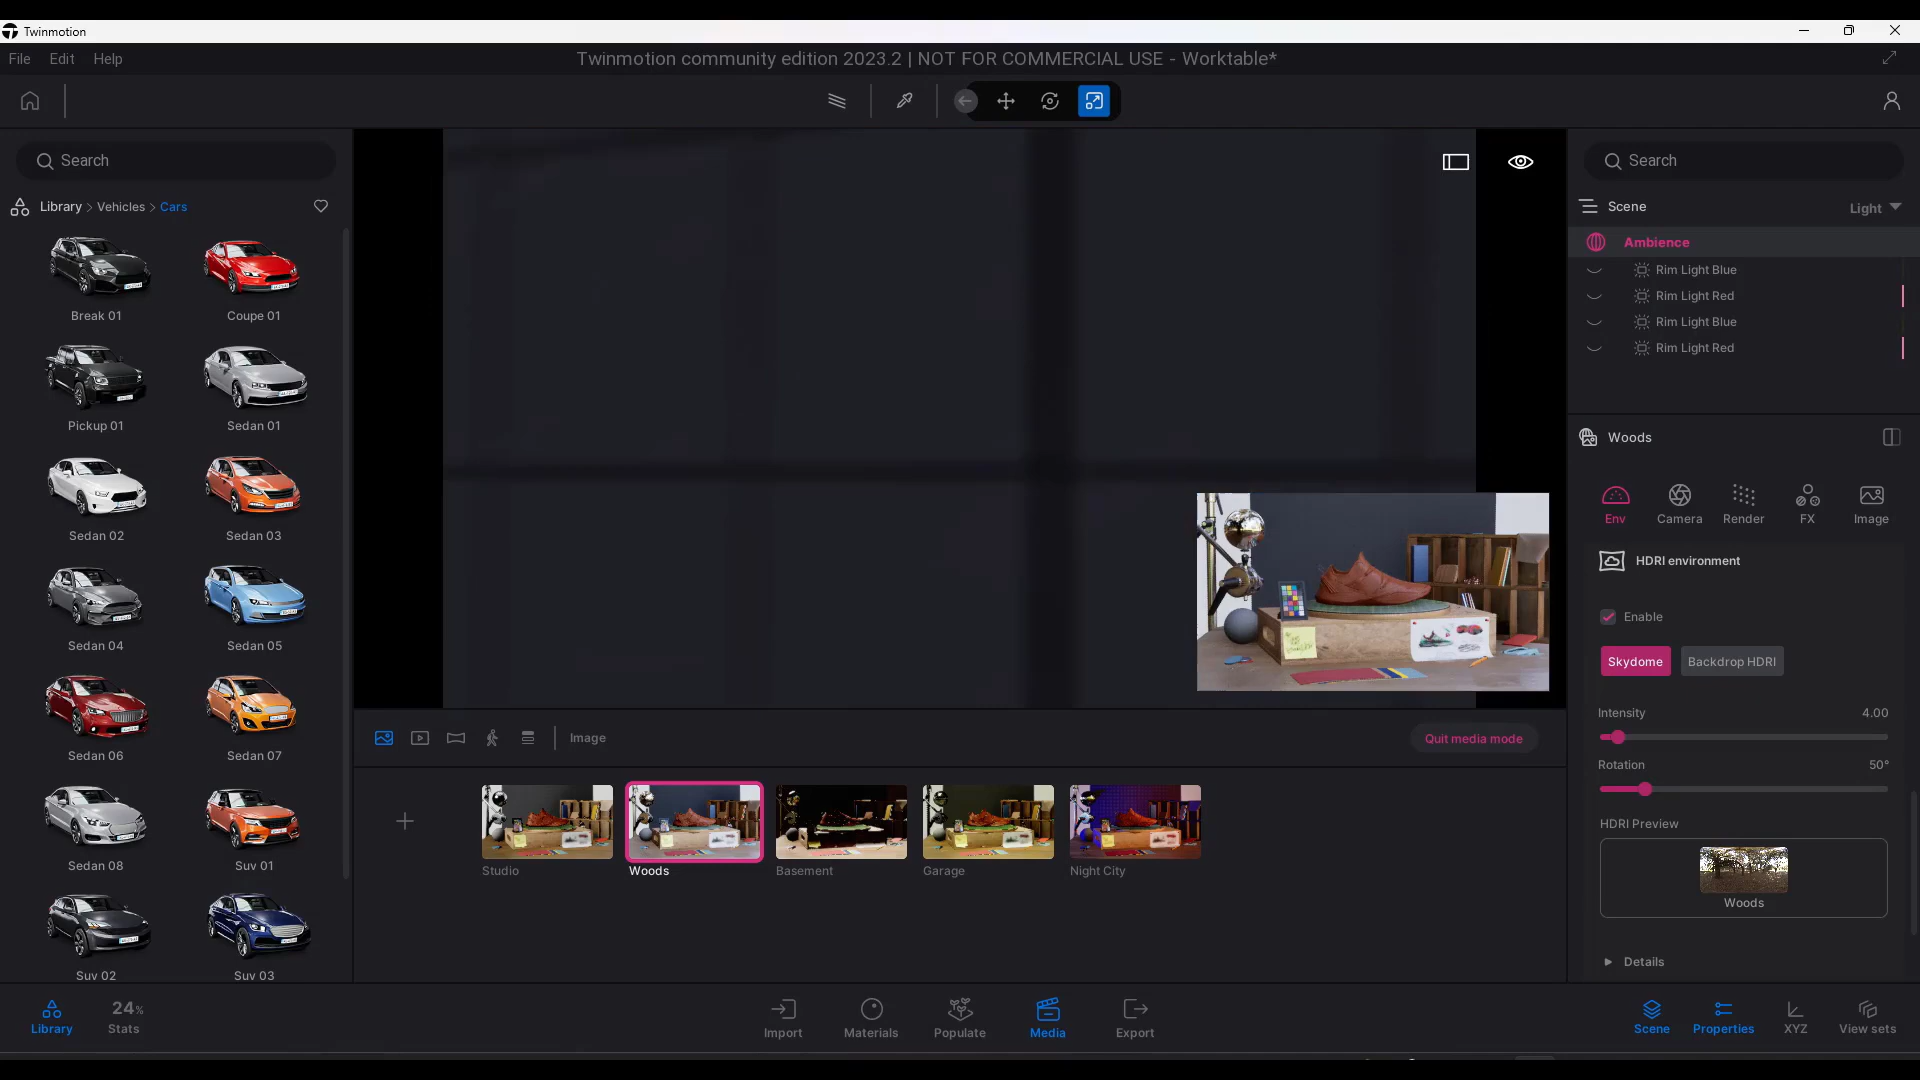 Twinmotion
File Edit Help
Twinmotion community edition 2023.2 | NOT FOR COMMERCIAL USE - Worktable*
Search
Library > Vehicles > Cars
Break 01
Coupe 01
Pickup 01
Sedan 01
Sedan 02
Sedan 03
Sedan 04
Sedan 05
Sedan 06
Sedan 07
Sedan 08
Suv 01
Suv 02
Suv 03
Image
Quit media mode
Studio
Woods
Basement
Garage
Night City
Search
Scene
Light
Ambience
Rim Light Blue
Rim Light Red
Rim Light Blue
Rim Light Red
Woods
Env
Camera
Render
FX
Image
HDRI environment
Enable
Skydome
Backdrop HDRI
Intensity 4.00
Rotation 50°
HDRI Preview
Woods
Details
Library
24%
Stats
Import
Materials
Populate
Media
Export
Scene
Properties
XYZ
View sets